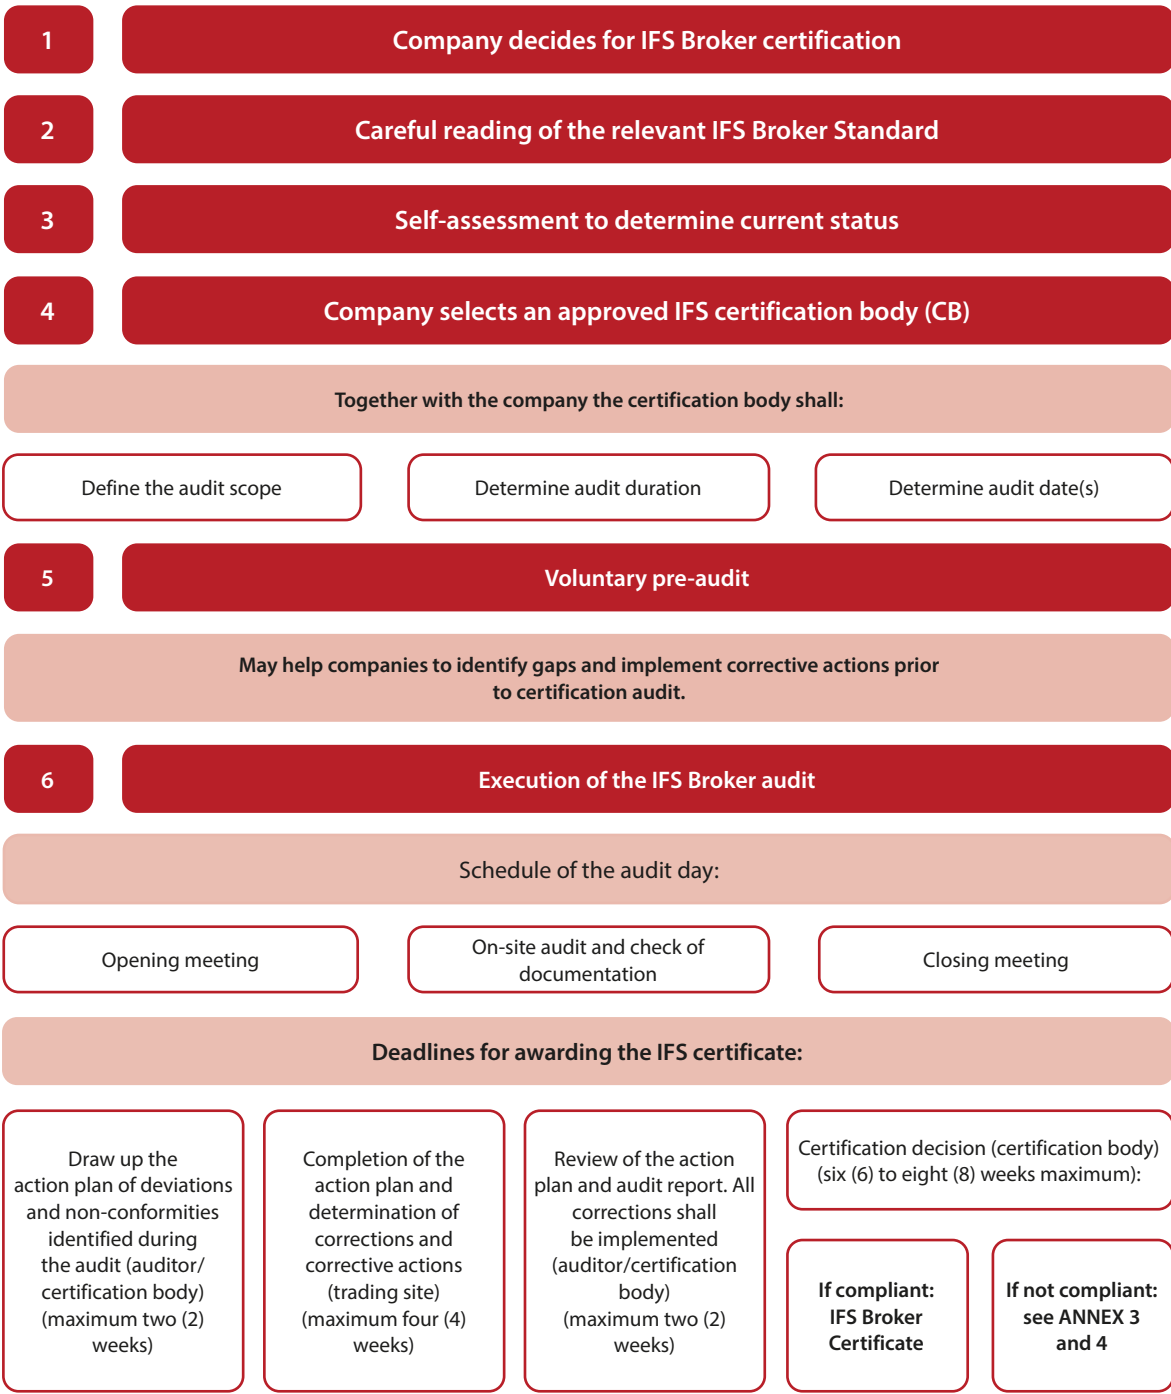 1
Company decides for IFS Broker certification
2
Careful reading of the relevant IFS Broker Standard
3
Self-assessment to determine current status
4
Company selects an approved IFS certification body (CB)
Together with the company the certification body shall:
Define the audit scope
Determine audit duration
Determine audit date(s)
5
Voluntary pre-audit
May help companies to identify gaps and implement corrective actions prior
to certification audit.
6
Execution of the IFS Broker audit
Schedule of the audit day:
Opening meeting
On-site audit and check of
documentation
Closing meeting
Deadlines for awarding the IFS certificate:
Draw up the
action plan of deviations
and non-conformities
identified during
the audit (auditor/
certification body)
(maximum two (2)
weeks)
Completion of the
action plan and
determination of
corrections and
corrective actions
(trading site)
(maximum four (4)
weeks)
Review of the action
plan and audit report. All
corrections shall
be implemented
(auditor/certification
body)
(maximum two (2)
weeks)
Certification decision (certification body)
(six (6) to eight (8) weeks maximum):
If compliant:
IFS Broker
Certificate
If not compliant:
see ANNEX 3
and 4